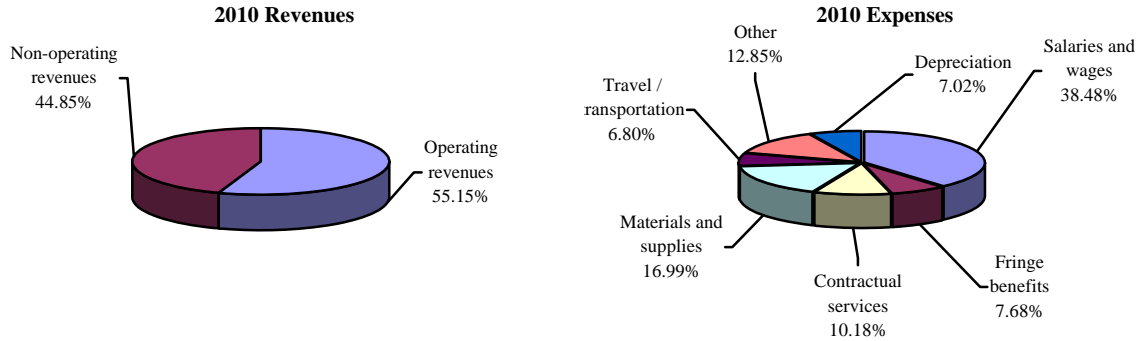 2010 Revenues
Non-operating
revenues
44.85%
Operating
revenues
55.15%
2010 Expenses
Other
12.85%
Depreciation
7.02%
Salaries and
wages
38.48%
Travel /
ransportation
6.80%
Materials and
supplies
16.99%
Contractual
services
10.18%
Fringe
benefits
7.68%